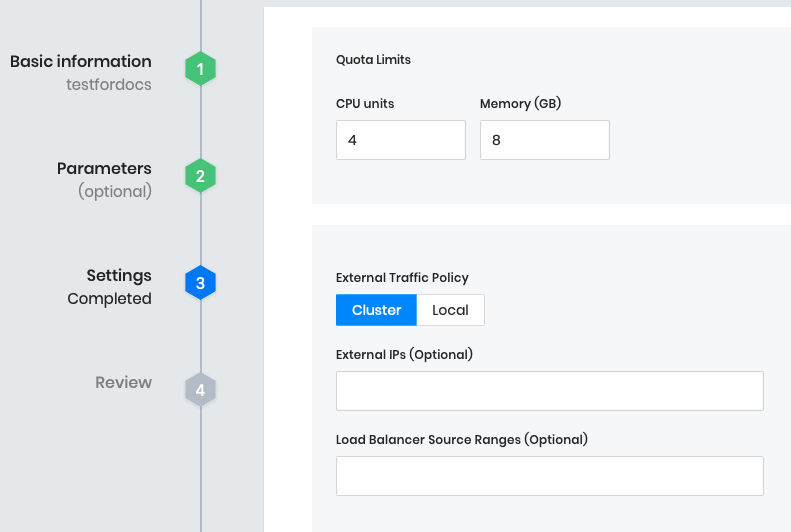 Basic information
testfordocs
1
Parameters
(optional)
2
Settings
Completed
3
Review
4
Quota Limits
CPU units
Memory (GB)
4
8
External Traffic Policy
Cluster
Local
External IPs (Optional)
Load Balancer Source Ranges (Optional)